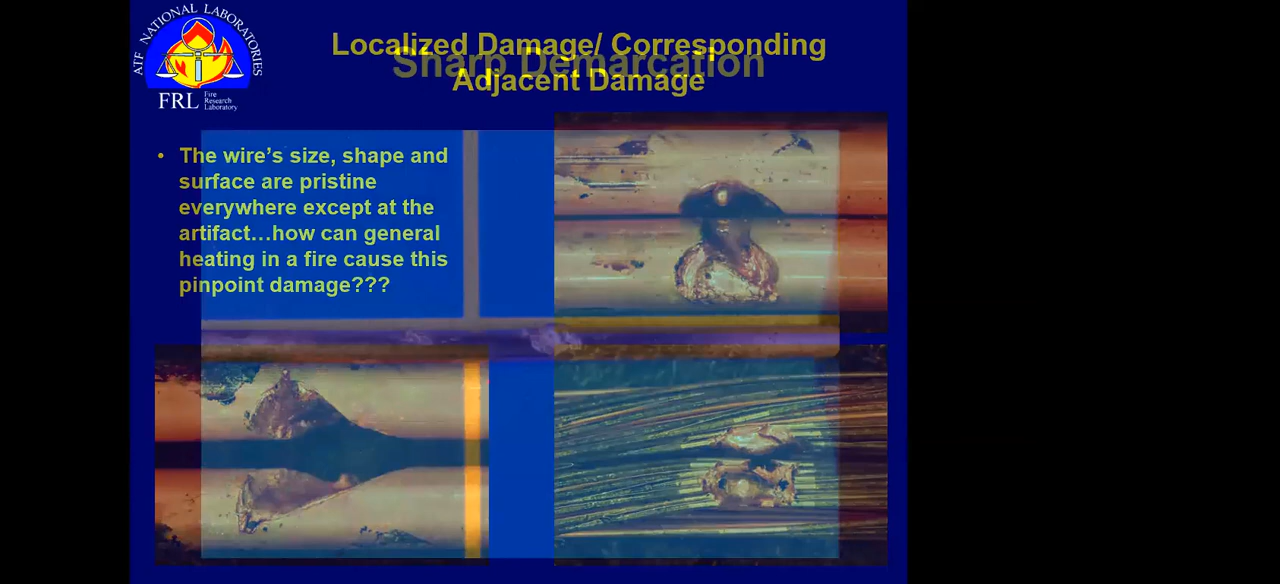 ATF NATIONAL LABORATORIES
FRL Fire
Research
Laboratory
Localized Damage/ Corresponding
Sharp Demarcation
Adjacent Damage
• The wire’s size, shape and
surface are pristine
everywhere except at the
artifact…how can general
heating in a fire cause this
pinpoint damage???